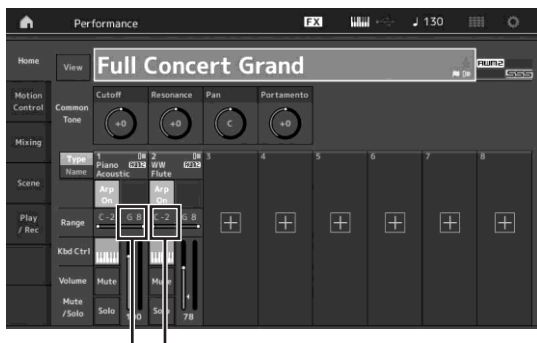 Performance
FX
130
Home
View
Full Concert Grand
AWM2
Motion
Control
Common
Tone
Cutoff
Resonance
Pan
Portamento
+0
+0
C
+0
Mixing
Type
Name
1
Piano
Acoustic
2
WW
Flute
3
4
5
6
7
8
Scene
Arp
On
Arp
On
Play
/ Rec
Range
C -2
G 8
C -2
G 8
Kbd Ctrl
Volume
Mute
Mute
Mute
/Solo
Solo
Solo
78